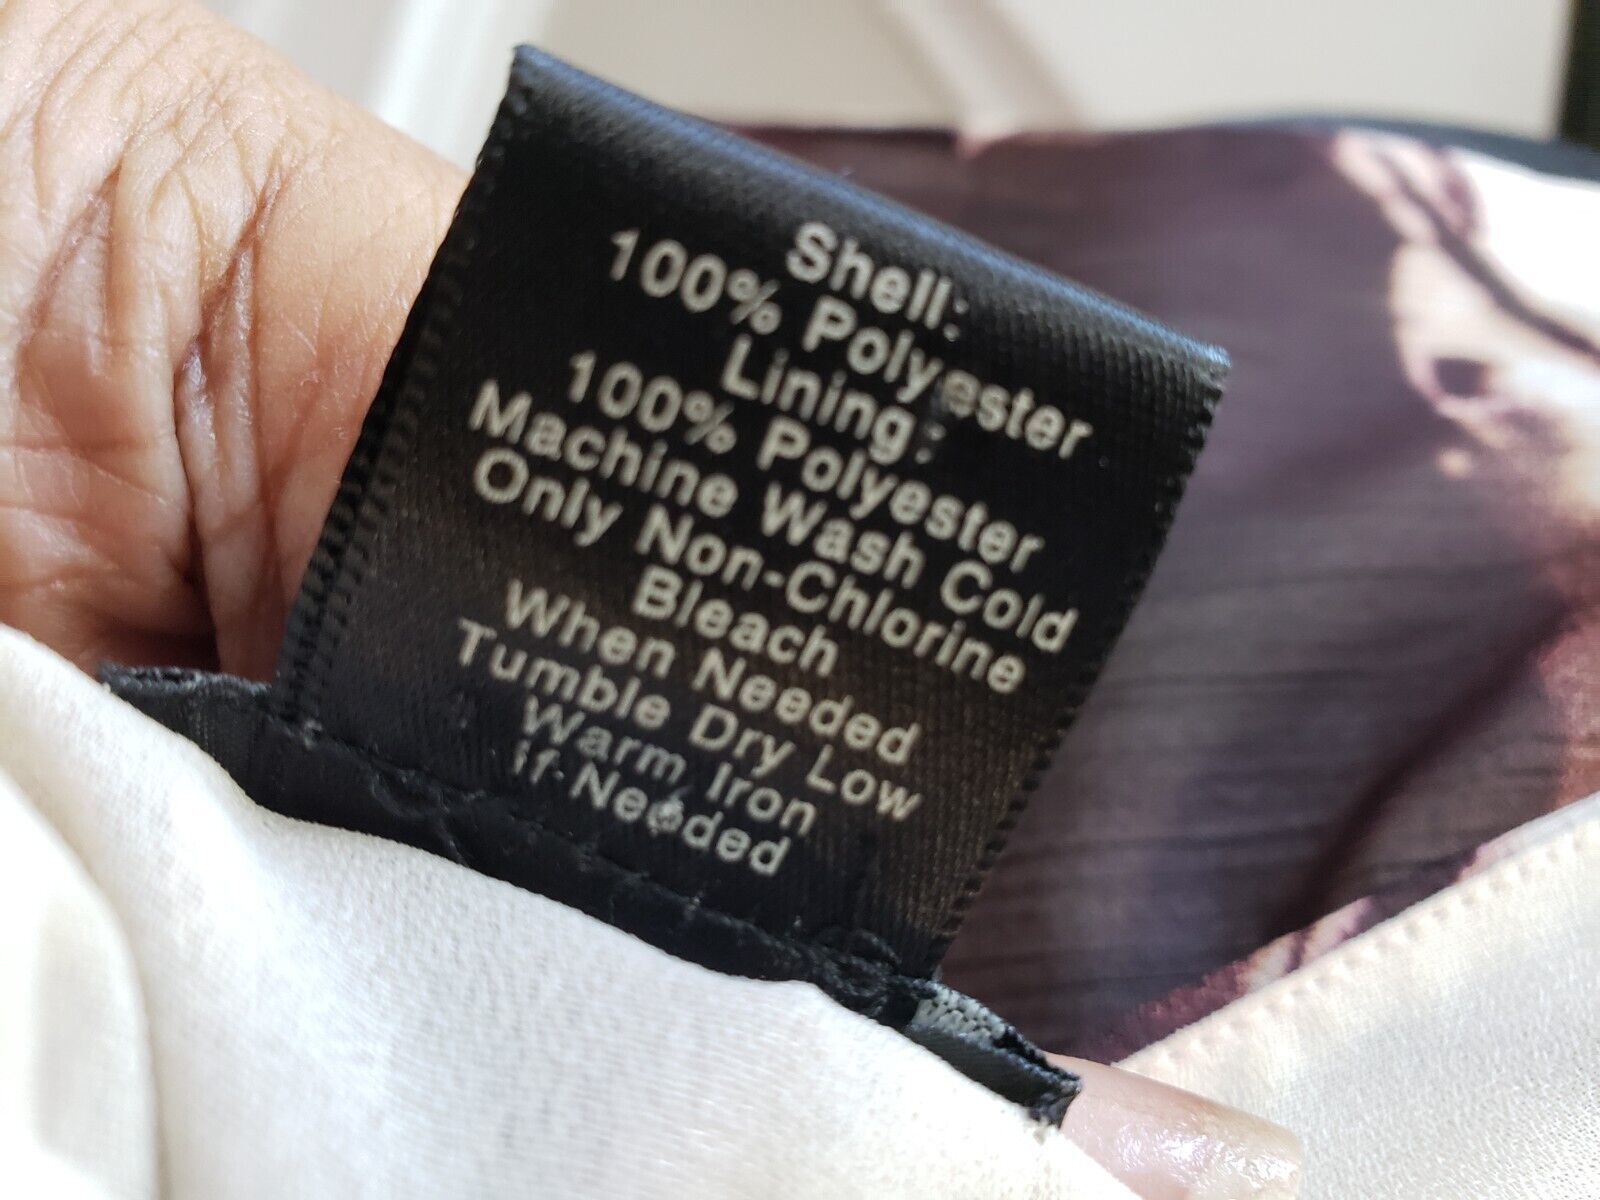 Shell:
100% Polyester
Lining:
100% Polyester
Machine Wash Cold
Only Non-Chlorine
Bleach
When Needed
Tumble Dry Low
Warm Iron
if Needed